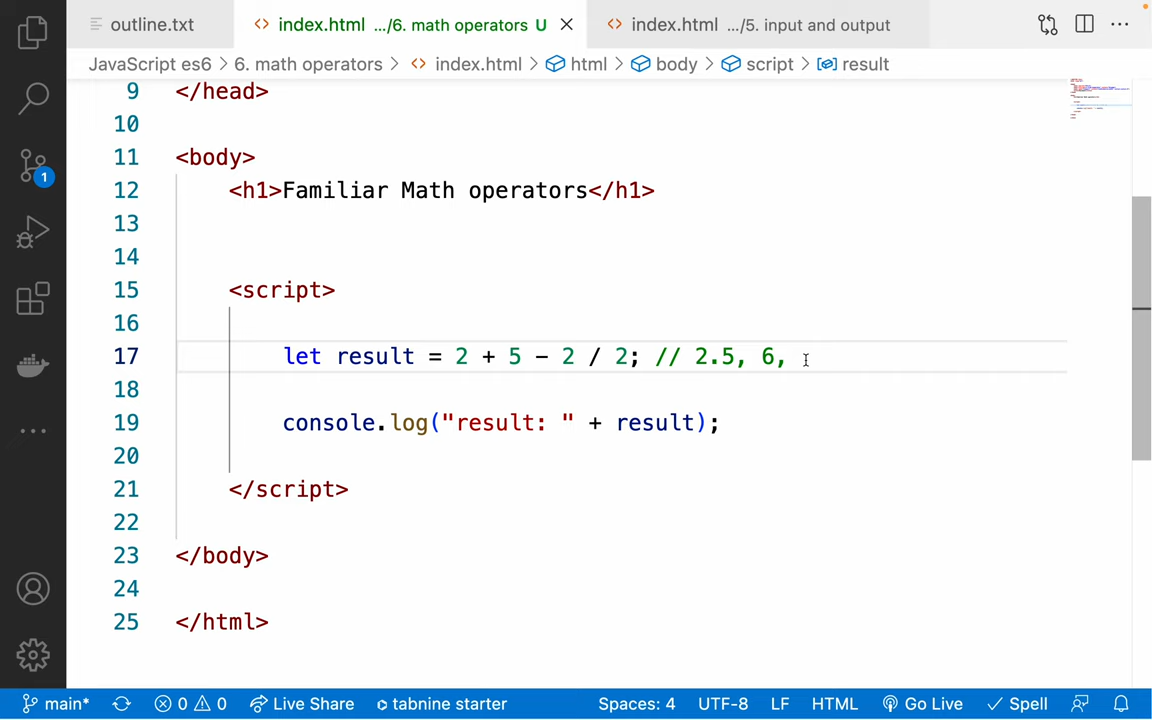 outline.txt
index.html .../6. math operators U
index.html .../5. input and output
JavaScript es6 > 6. math operators > index.html > html > body > script > result
9 </head>
10
11 <body>
12 <h1>Familiar Math operators</h1>
13
14
15 <script>
16
17 let result = 2 + 5 - 2 / 2; // 2.5, 6,
18
19 console.log("result: " + result);
20
21 </script>
22
23 </body>
24
25 </html>
1
main* 0 0 Live Share tabnine starter Spaces: 4 UTF-8 LF HTML Go Live Spell